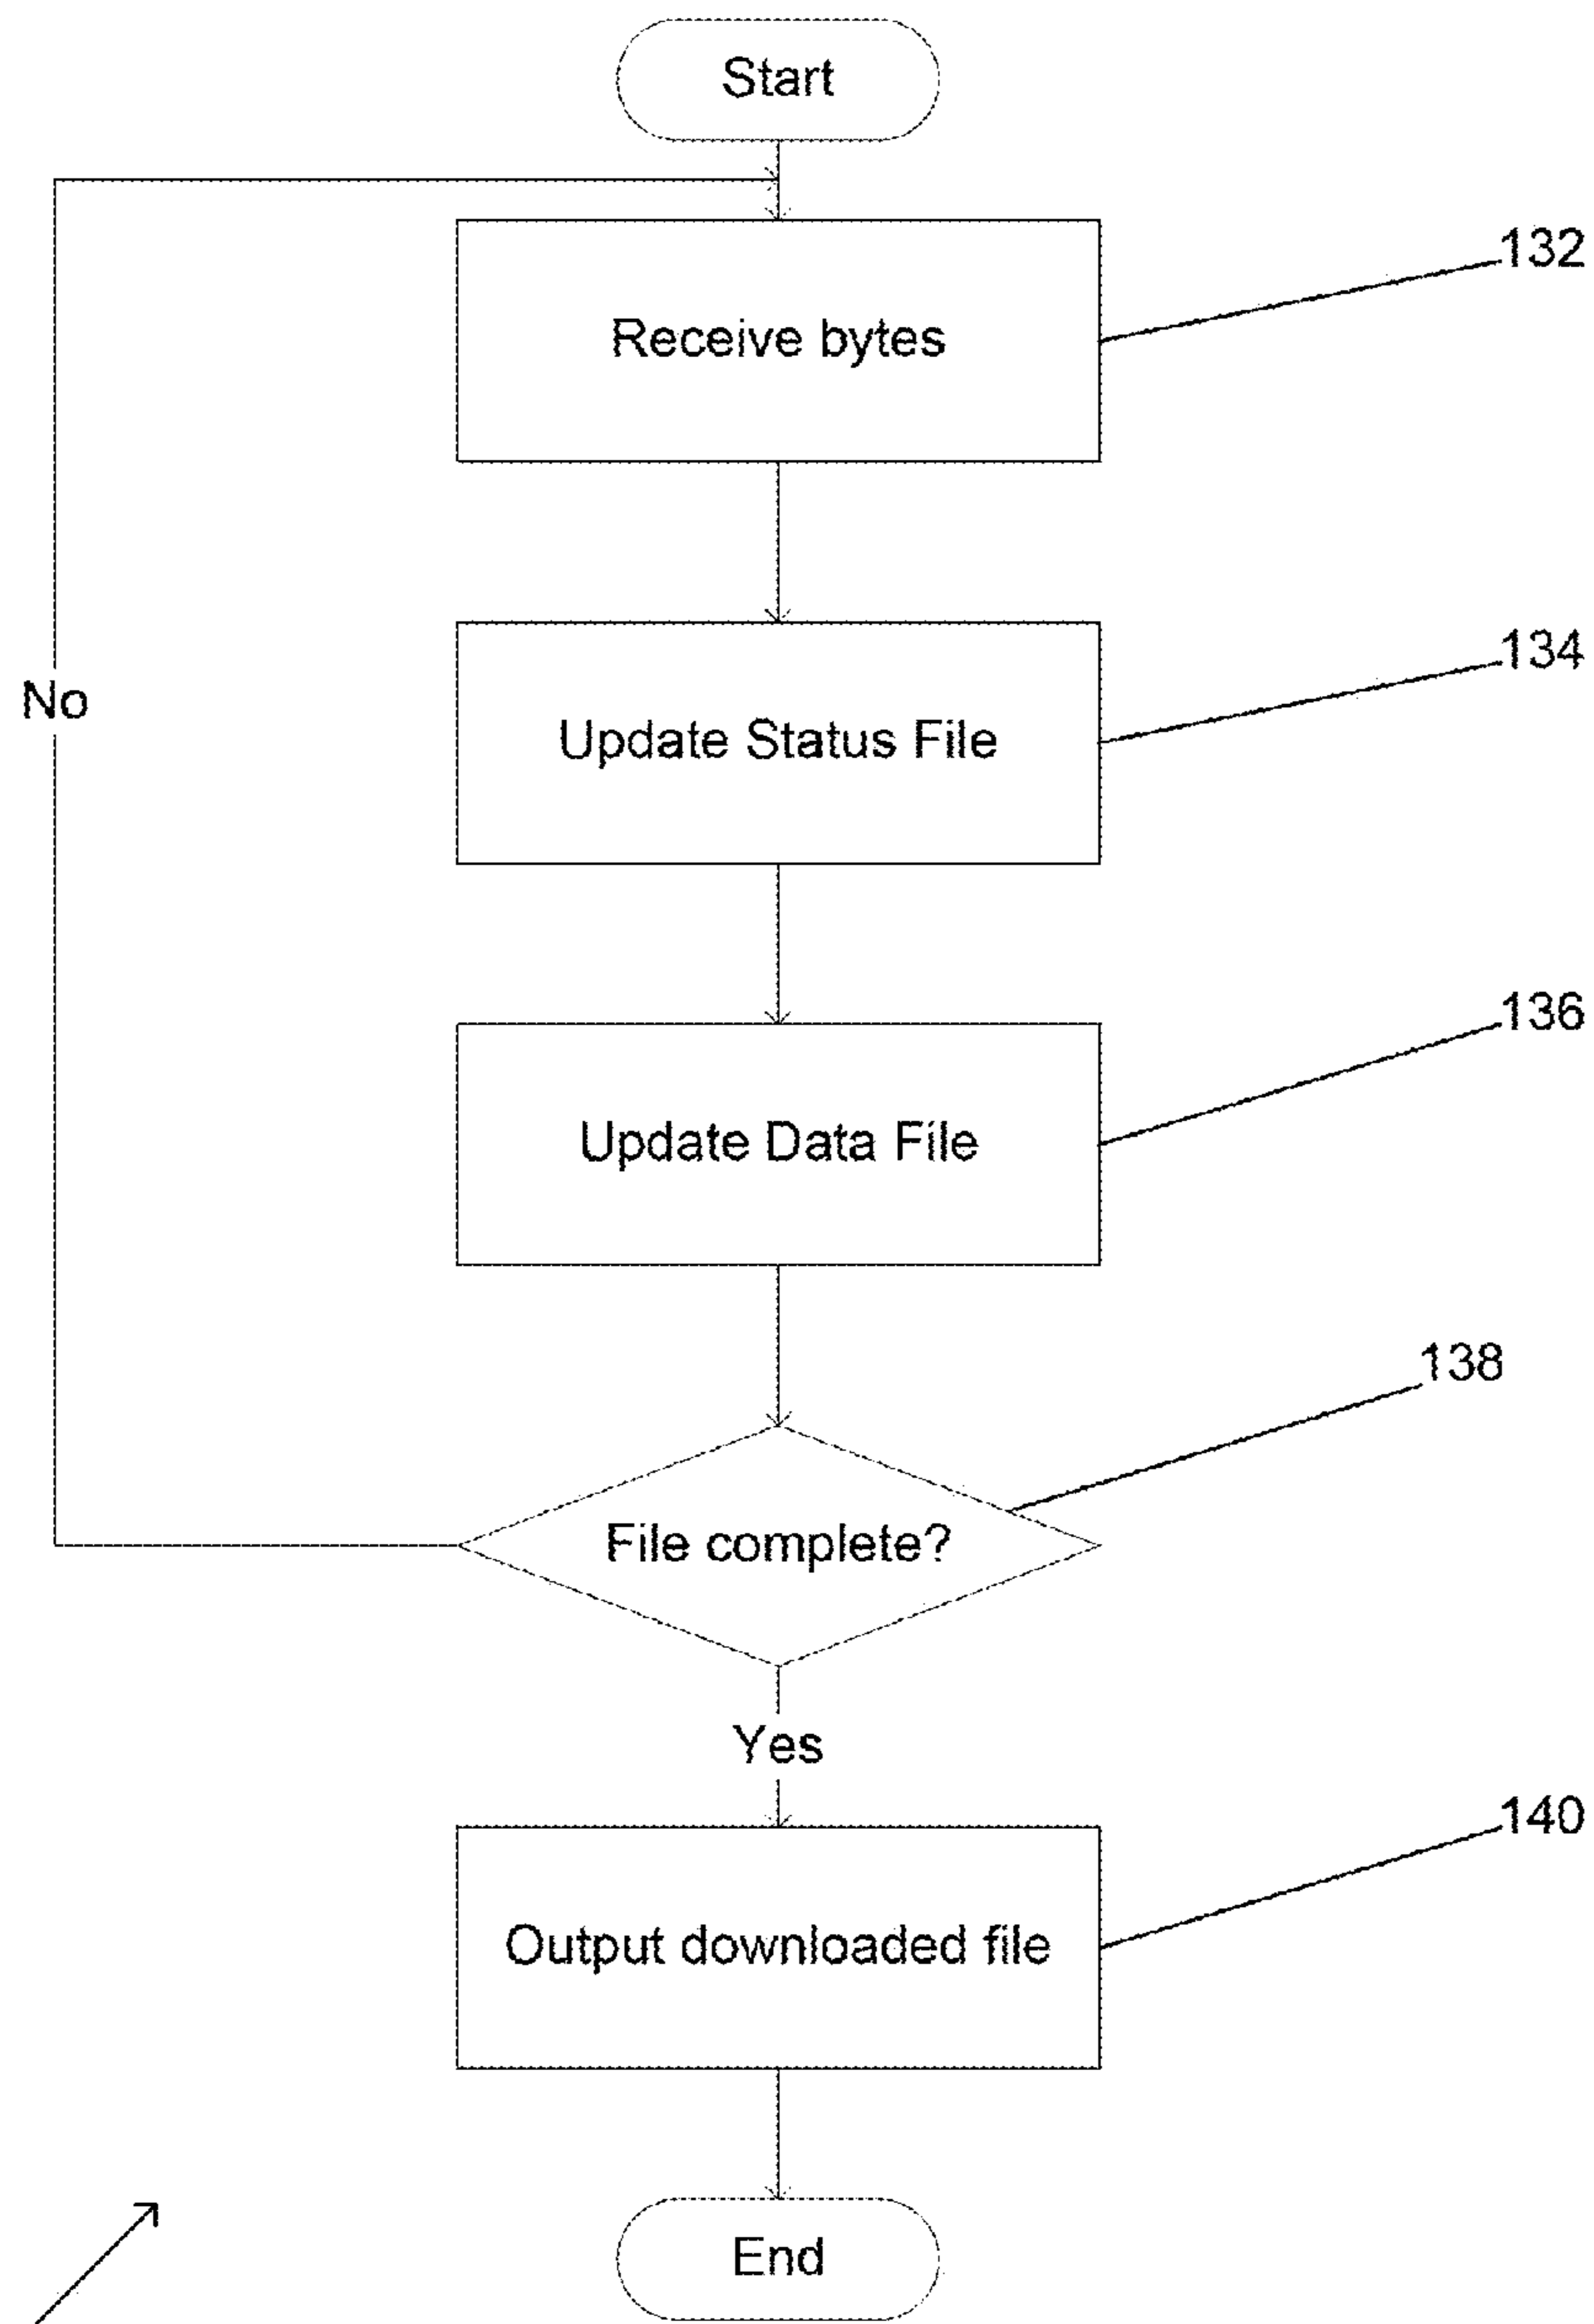 Start
132
Receive bytes
134
No
Update Status File
136
Update Data File
138
File complete?
Yes
140
Output downloaded file
End